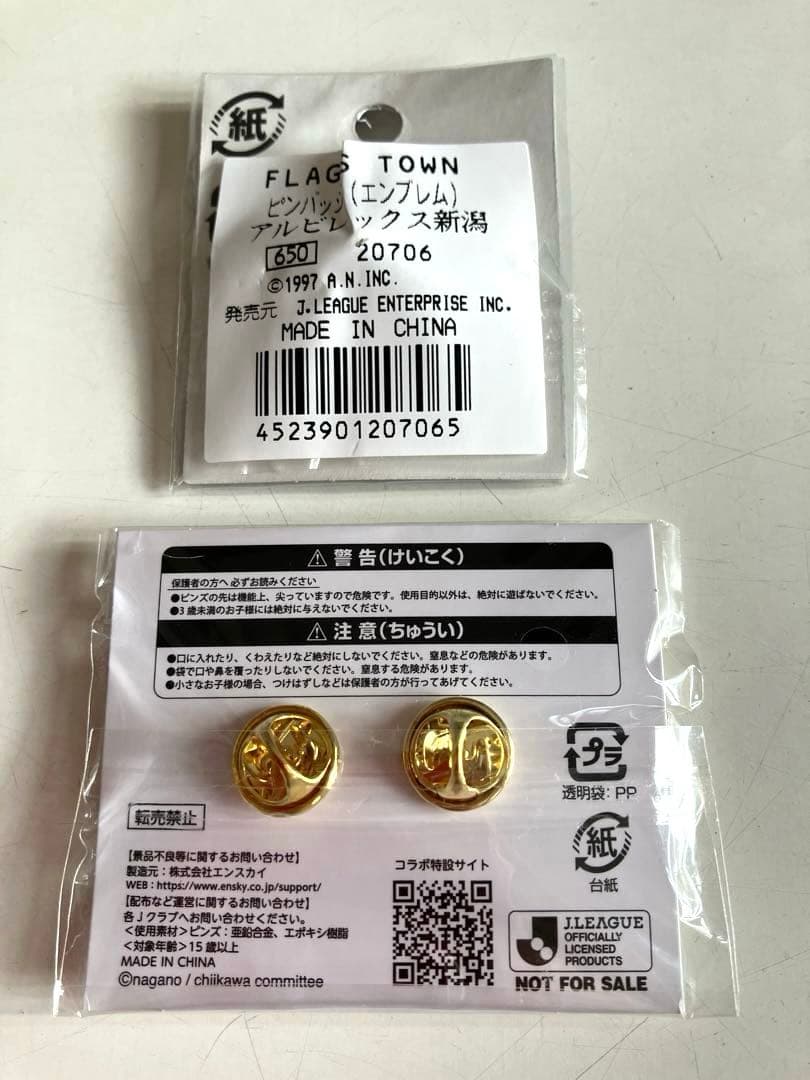 紙
FLAGS TOWN
ピンバッジ(エンブレム)
アルビレックス新潟
650 20706
©1997 A.N.INC.
発売元 J.LEAGUE ENTERPRISE INC.
MADE IN CHINA
4523901207065
警告(けいこく)
保護者の方へ必ずお読みください
●ピンズの先は機能上、尖っていますので危険です。使用目的以外は、絶対に遊ばないでください。
●3歳未満のお子様には絶対に与えないでください。
注意(ちゅうい)
●口に入れたり、くわえたりなど絶対にしないでください。窒息などの危険があります。
●袋で口や鼻を覆ったりしないでください。窒息する危険があります。
●小さなお子様の場合、つけはずしなどは保護者の方が行ってあげてください。
プラ
透明袋:PP
転売禁止
紙
台紙
【景品不良等に関するお問い合わせ】
製造元:株式会社エンスカイ
WEB:https://www.ensky.co.jp/support/
【配布など運営に関するお問い合わせ】
各Jクラブへお問い合わせください。
<使用素材>ピンズ:亜鉛合金、エポキシ樹脂
<対象年齢>15歳以上
MADE IN CHINA
©nagano / chiikawa committee
コラボ特設サイト
J.LEAGUE
OFFICIALLY
LICENSED
PRODUCTS
NOT FOR SALE